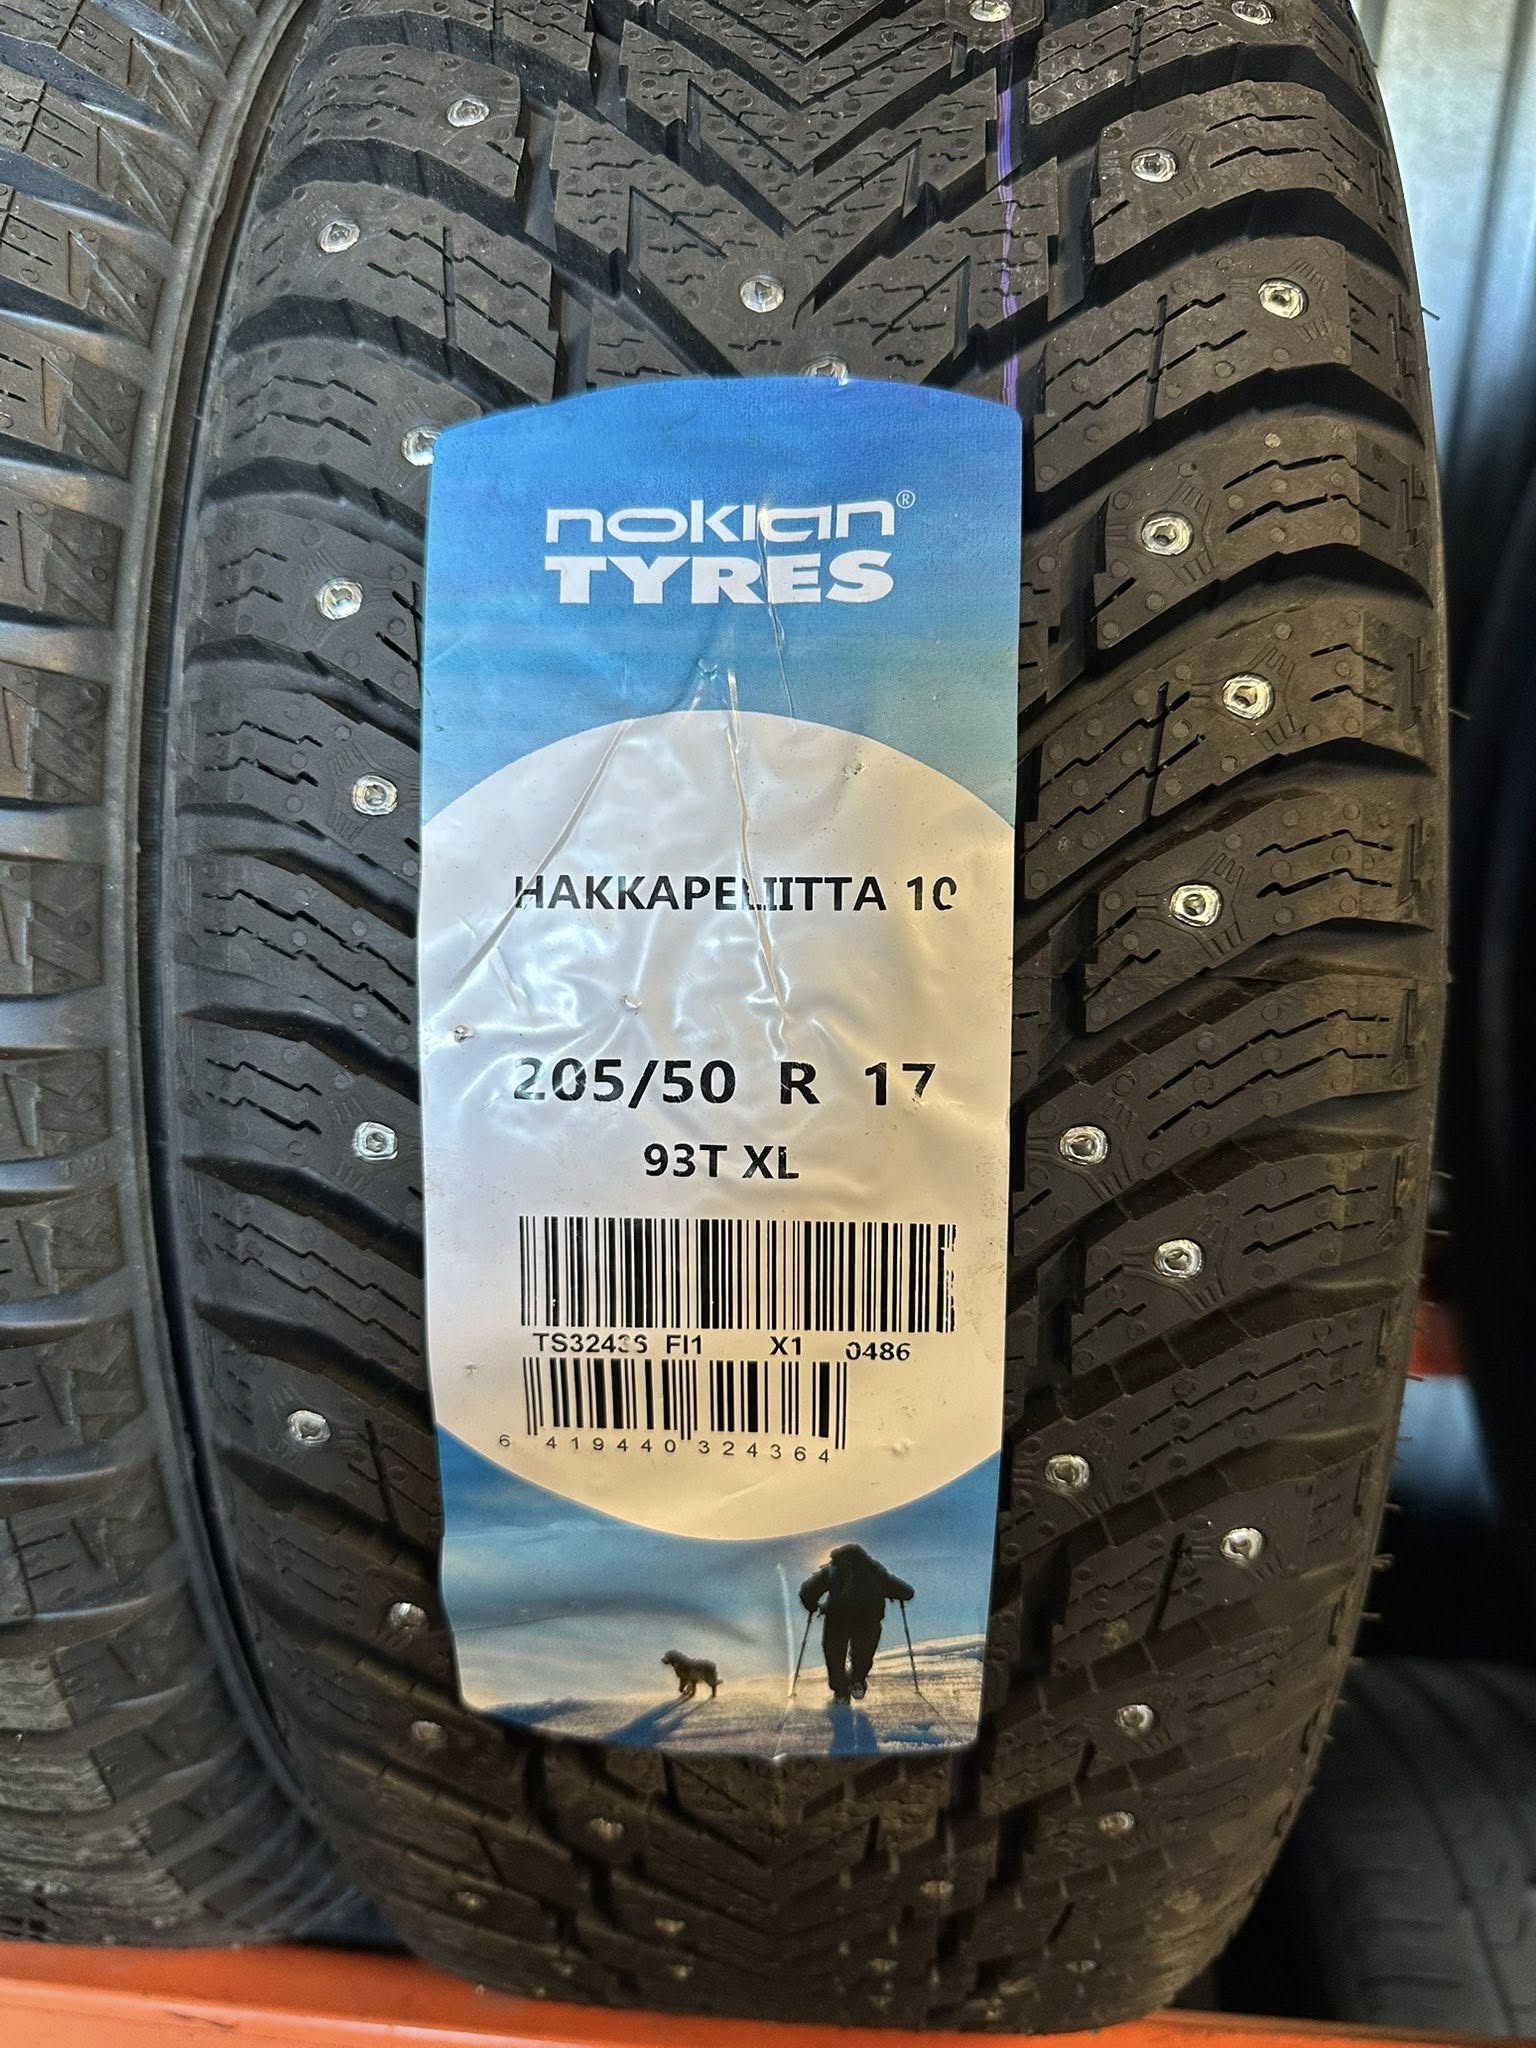 nokian®
TYRES
HAKKAPELIITTA 10
205/50 R 17
93T XL
TS32436 FI1 X1 0486
6 419440 324364